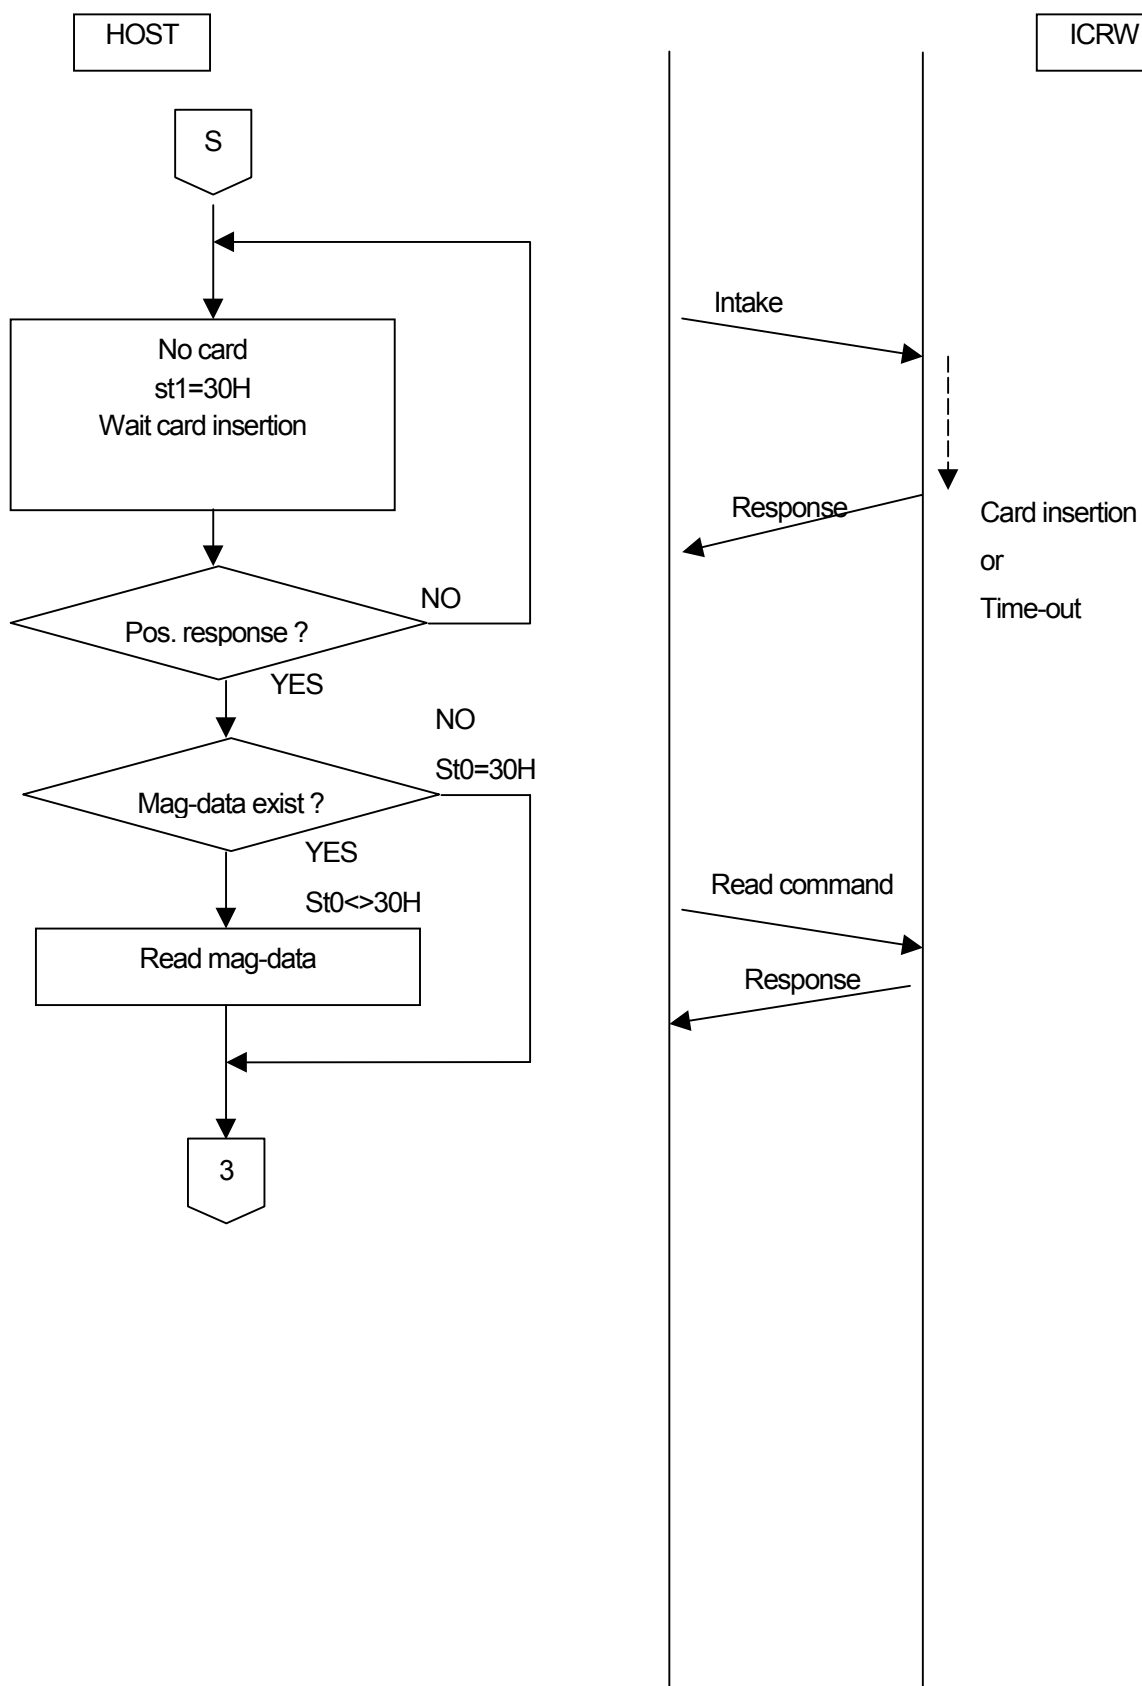 HOST
ICRW
S
Intake
No card
st1=30H
Wait card insertion
Response
Card insertion
or
Time-out
NO
Pos. response ?
YES
NO
St0=30H
Mag-data exist ?
YES
St0<>30H
Read command
Read mag-data
Response
3